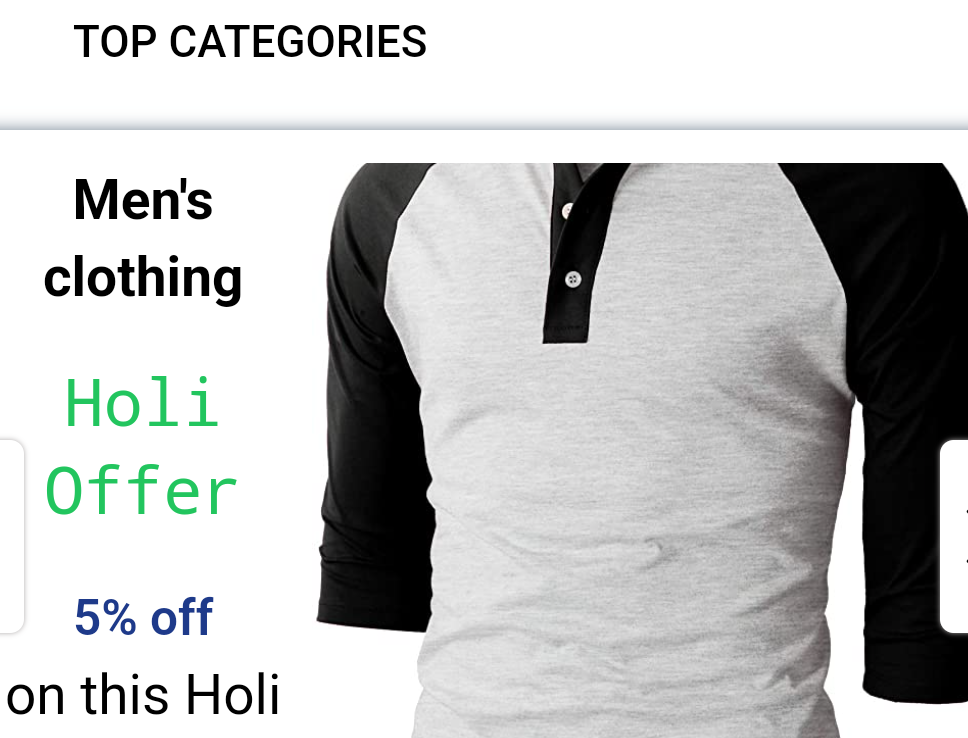 TOP CATEGORIES
Men's
clothing
Holi
Offer
5% off
on this Holi